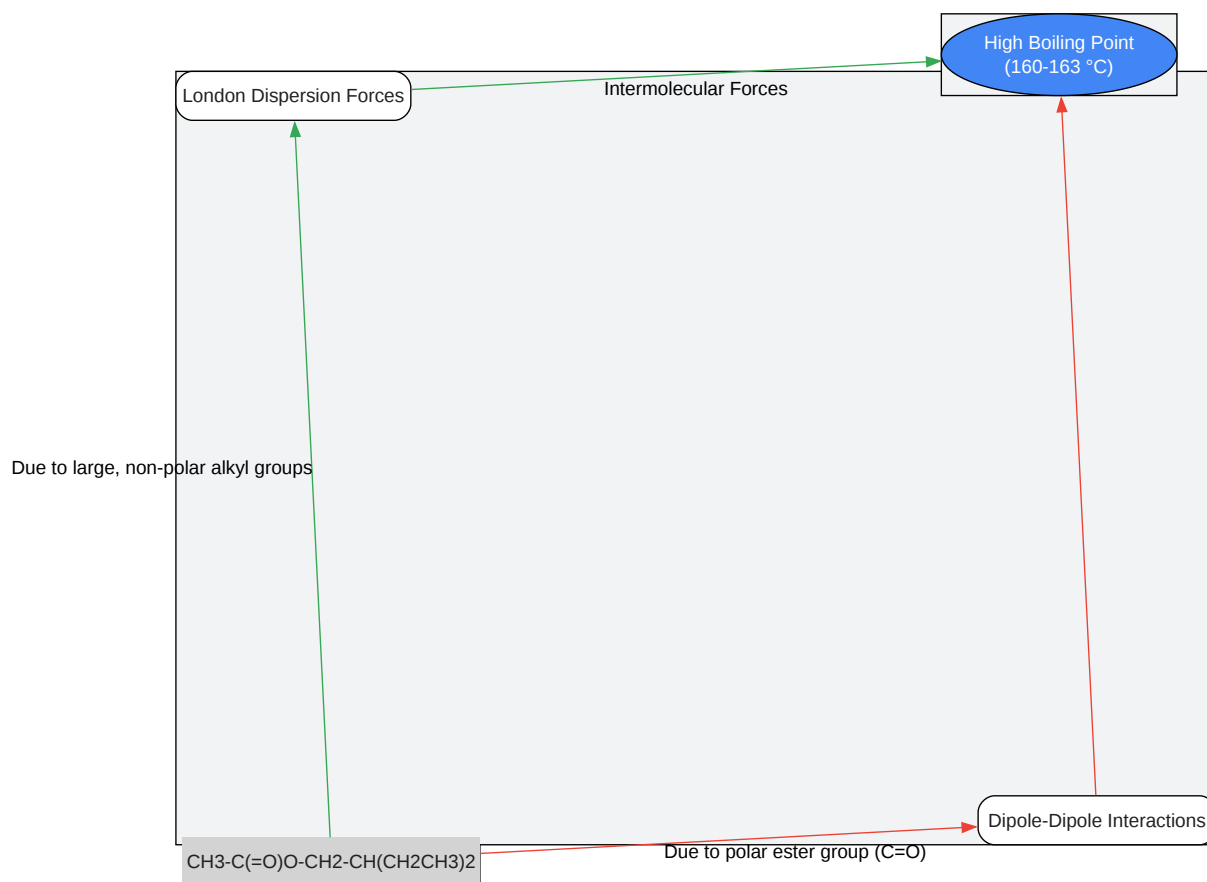 High Boiling Point
(160-163 °C)
London Dispersion Forces
Intermolecular Forces
Due to large, non-polar alkyl groups
Dipole-Dipole Interactions
Due to polar ester group (C=O)
CH3-C(=O)O-CH2-CH(CH2CH3)2